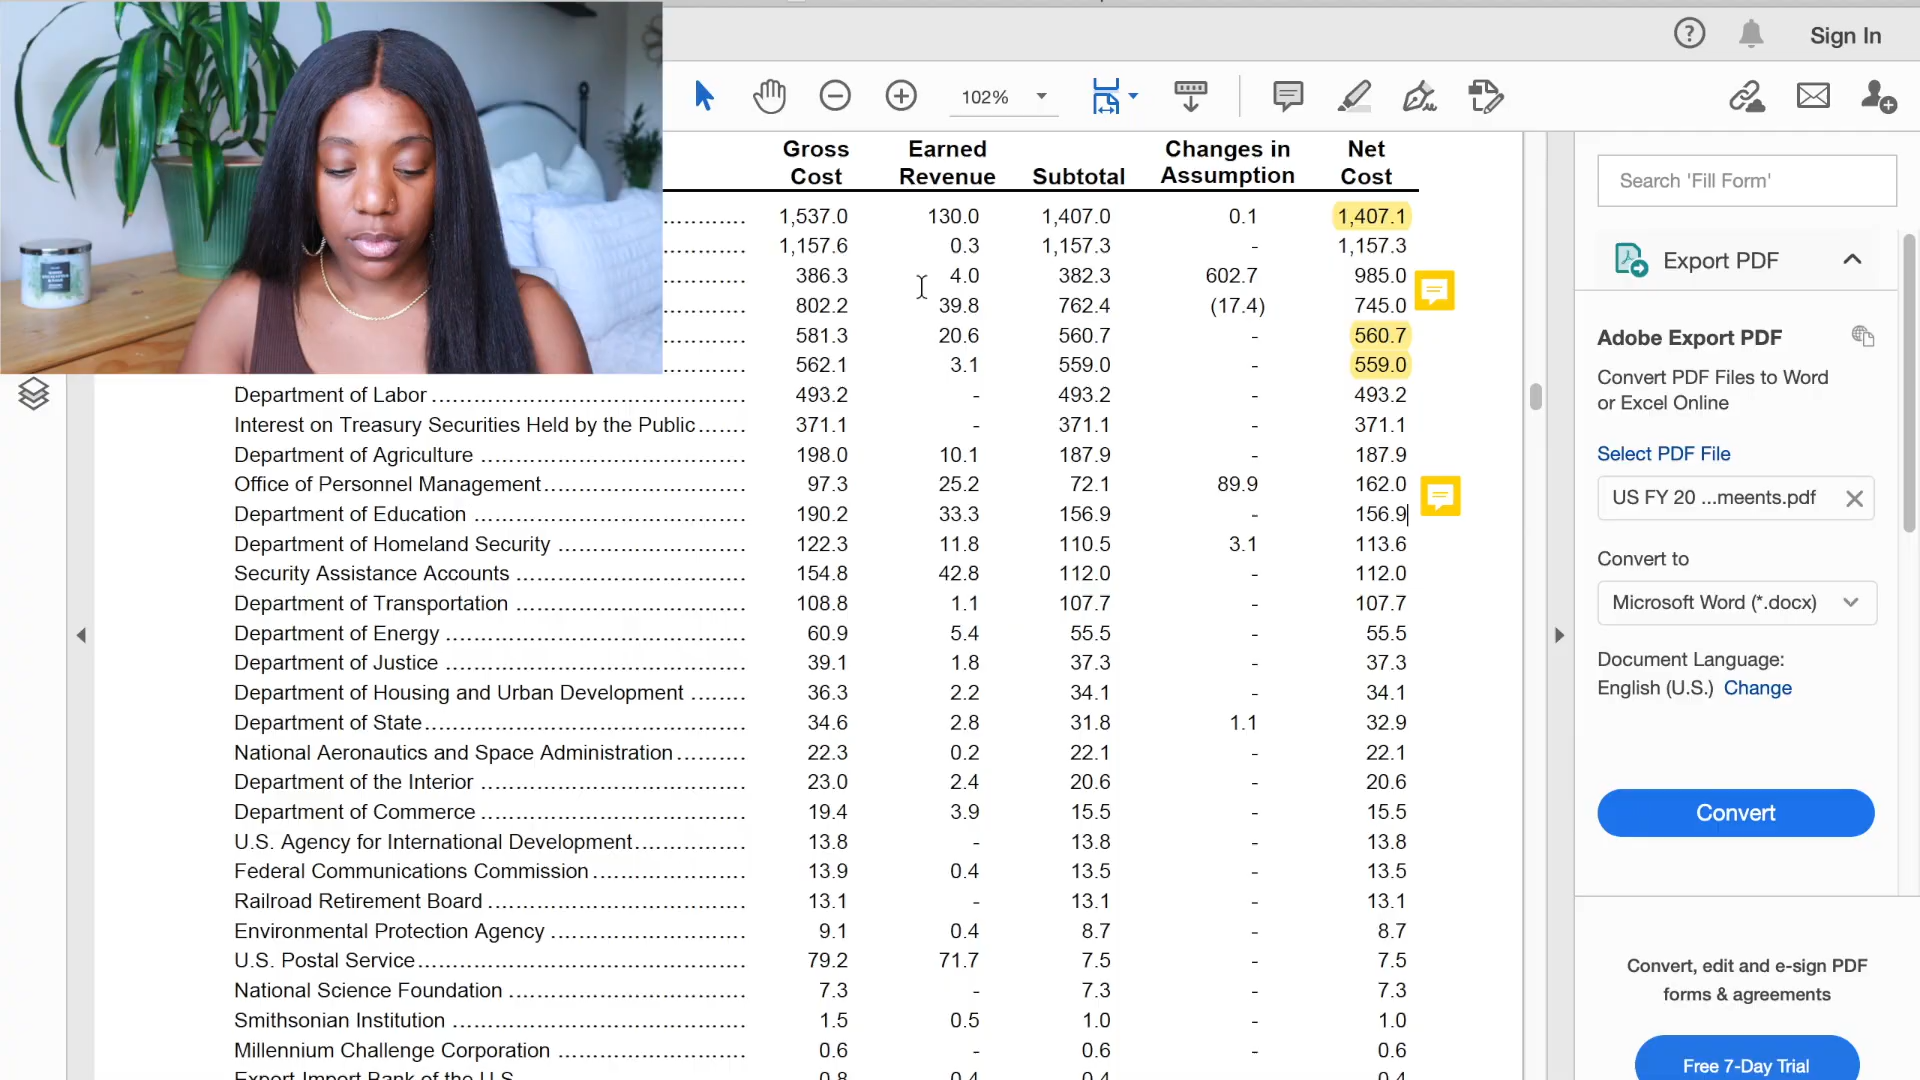 Sign In
102%
Gross Cost Earned Revenue Subtotal Changes in Assumption Net Cost
.......... 1,537.0 130.0 1,407.0 0.1 1,407.1
.......... 1,157.6 0.3 1,157.3 - 1,157.3
.......... 386.3 4.0 382.3 602.7 985.0
.......... 802.2 39.8 762.4 (17.4) 745.0
.......... 581.3 20.6 560.7 - 560.7
.......... 562.1 3.1 559.0 - 559.0
Department of Labor 493.2 - 493.2 - 493.2
Interest on Treasury Securities Held by the Public 371.1 - 371.1 - 371.1
Department of Agriculture 198.0 10.1 187.9 - 187.9
Office of Personnel Management 97.3 25.2 72.1 89.9 162.0
Department of Education 190.2 33.3 156.9 - 156.9
Department of Homeland Security 122.3 11.8 110.5 3.1 113.6
Security Assistance Accounts 154.8 42.8 112.0 - 112.0
Department of Transportation 108.8 1.1 107.7 - 107.7
Department of Energy 60.9 5.4 55.5 - 55.5
Department of Justice 39.1 1.8 37.3 - 37.3
Department of Housing and Urban Development 36.3 2.2 34.1 - 34.1
Department of State 34.6 2.8 31.8 1.1 32.9
National Aeronautics and Space Administration 22.3 0.2 22.1 - 22.1
Department of the Interior 23.0 2.4 20.6 - 20.6
Department of Commerce 19.4 3.9 15.5 - 15.5
U.S. Agency for International Development 13.8 - 13.8 - 13.8
Federal Communications Commission 13.9 0.4 13.5 - 13.5
Railroad Retirement Board 13.1 - 13.1 - 13.1
Environmental Protection Agency 9.1 0.4 8.7 - 8.7
U.S. Postal Service 79.2 71.7 7.5 - 7.5
National Science Foundation 7.3 - 7.3 - 7.3
Smithsonian Institution 1.5 0.5 1.0 - 1.0
Millennium Challenge Corporation 0.6 - 0.6 - 0.6
Export-Import Bank of the U.S. 0.8 0.4 0.4 - 0.4
Search 'Fill Form'
Export PDF
Adobe Export PDF
Convert PDF Files to Word
or Excel Online
Select PDF File
US FY 20 ...meents.pdf
Convert to
Microsoft Word (*.docx)
Document Language:
English (U.S.) Change
Convert
Convert, edit and e-sign PDF
forms & agreements
Free 7-Day Trial